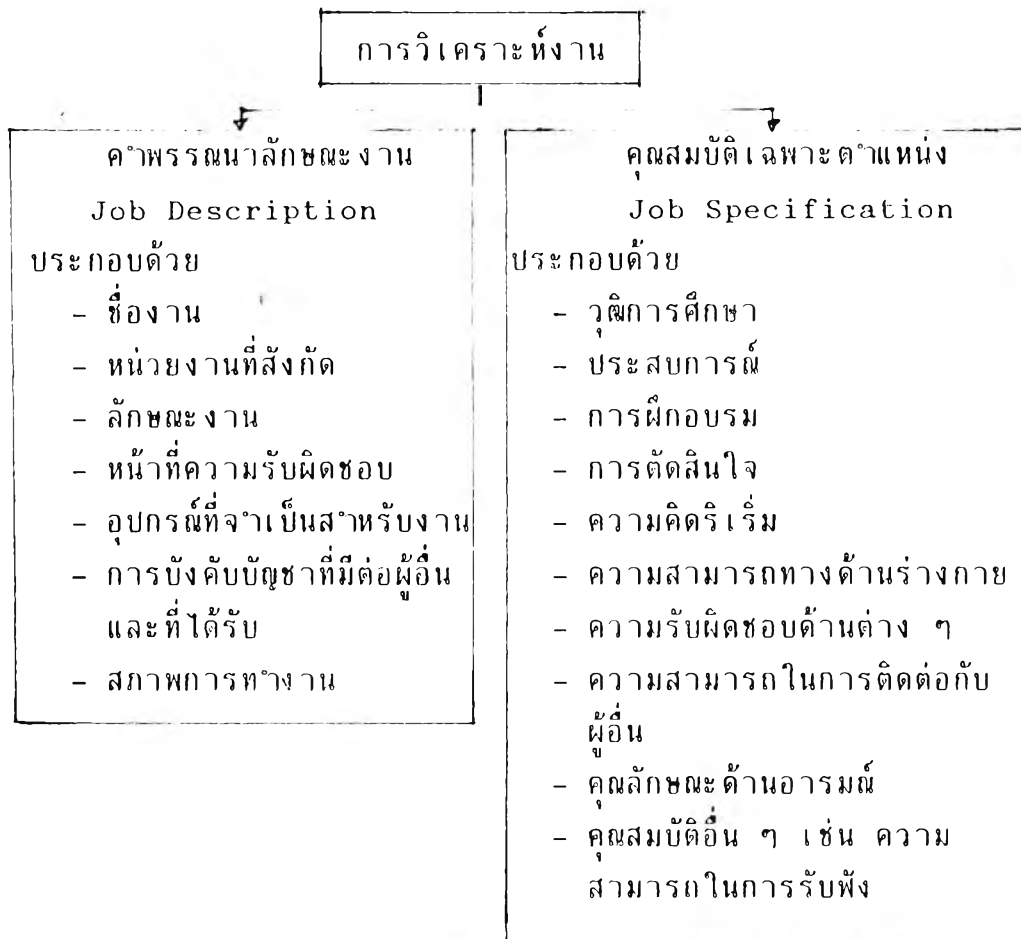 การวิเคราะห์งาน
คำพรรณนาลักษณะงาน
Job Description
ประกอบด้วย
- ชื่องาน
- หน่วยงานที่สังกัด
- ลักษณะงาน
- หน้าที่ความรับผิดชอบ
- อุปกรณ์ที่จำเป็นสำหรับงาน
- การบังคับบัญชาที่มีต่อผู้อื่น
และที่ได้รับ
- สภาพการทำงาน
คุณสมบัติเฉพาะตำแหน่ง
Job Specification
ประกอบด้วย
- วุฒิการศึกษา
- ประสบการณ์
- การฝึกอบรม
- การตัดสินใจ
- ความคิดริเริ่ม
- ความสามารถทางด้านร่างกาย
- ความรับผิดชอบด้านต่าง ๆ
- ความสามารถในการติดต่อกับ
ผู้อื่น
- คุณลักษณะด้านอารมณ์
- คุณสมบัติอื่น ๆ เช่น ความ
สามารถในการรับฟัง